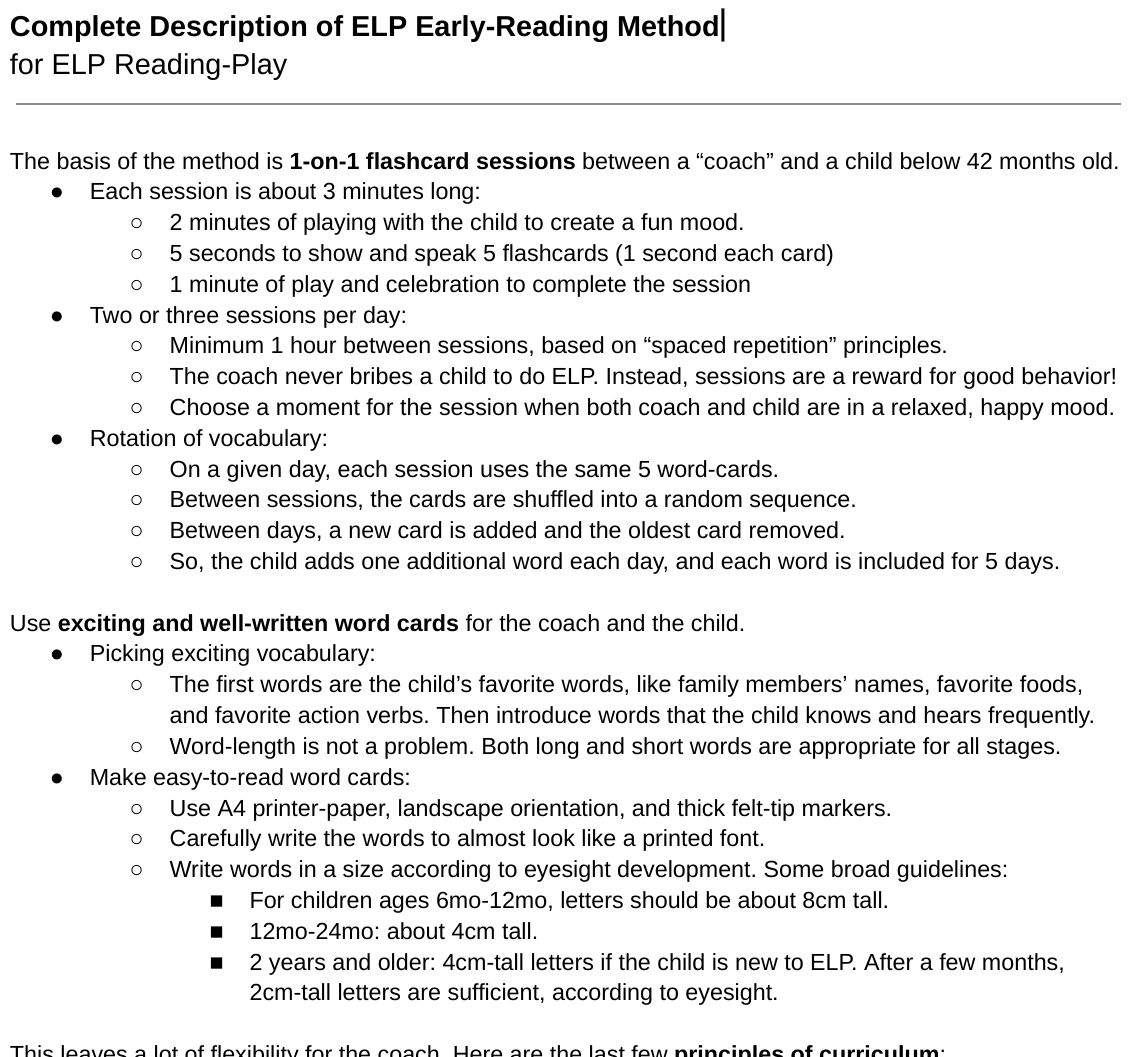 Complete Description of ELP Early-Reading Method
for ELP Reading-Play
The basis of the method is 1-on-1 flashcard sessions between a “coach” and a child below 42 months old.
● Each session is about 3 minutes long:
○ 2 minutes of playing with the child to create a fun mood.
○ 5 seconds to show and speak 5 flashcards (1 second each card)
○ 1 minute of play and celebration to complete the session
● Two or three sessions per day:
○ Minimum 1 hour between sessions, based on “spaced repetition” principles.
○ The coach never bribes a child to do ELP. Instead, sessions are a reward for good behavior!
○ Choose a moment for the session when both coach and child are in a relaxed, happy mood.
● Rotation of vocabulary:
○ On a given day, each session uses the same 5 word-cards.
○ Between sessions, the cards are shuffled into a random sequence.
○ Between days, a new card is added and the oldest card removed.
○ So, the child adds one additional word each day, and each word is included for 5 days.
Use exciting and well-written word cards for the coach and the child.
● Picking exciting vocabulary:
○ The first words are the child’s favorite words, like family members’ names, favorite foods,
and favorite action verbs. Then introduce words that the child knows and hears frequently.
○ Word-length is not a problem. Both long and short words are appropriate for all stages.
● Make easy-to-read word cards:
○ Use A4 printer-paper, landscape orientation, and thick felt-tip markers.
○ Carefully write the words to almost look like a printed font.
○ Write words in a size according to eyesight development. Some broad guidelines:
■ For children ages 6mo-12mo, letters should be about 8cm tall.
■ 12mo-24mo: about 4cm tall.
■ 2 years and older: 4cm-tall letters if the child is new to ELP. After a few months,
2cm-tall letters are sufficient, according to eyesight.
This leaves a lot of flexibility for the coach. Here are the last few principles of curriculum: